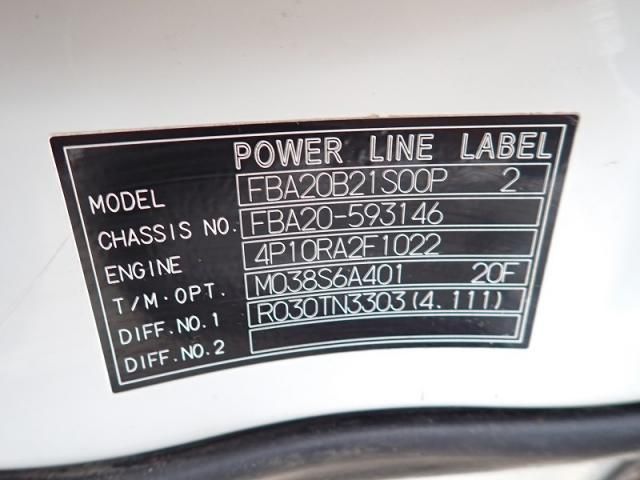 POWER LINE LABEL
MODEL FBA20B21S00P 2
CHASSIS NO. FBA20-593146
ENGINE 4P10RA2F1022
T/M·OPT. M038S6A401 20F
DIFF.NO.1 R030TN3303(4.111)
DIFF.NO.2